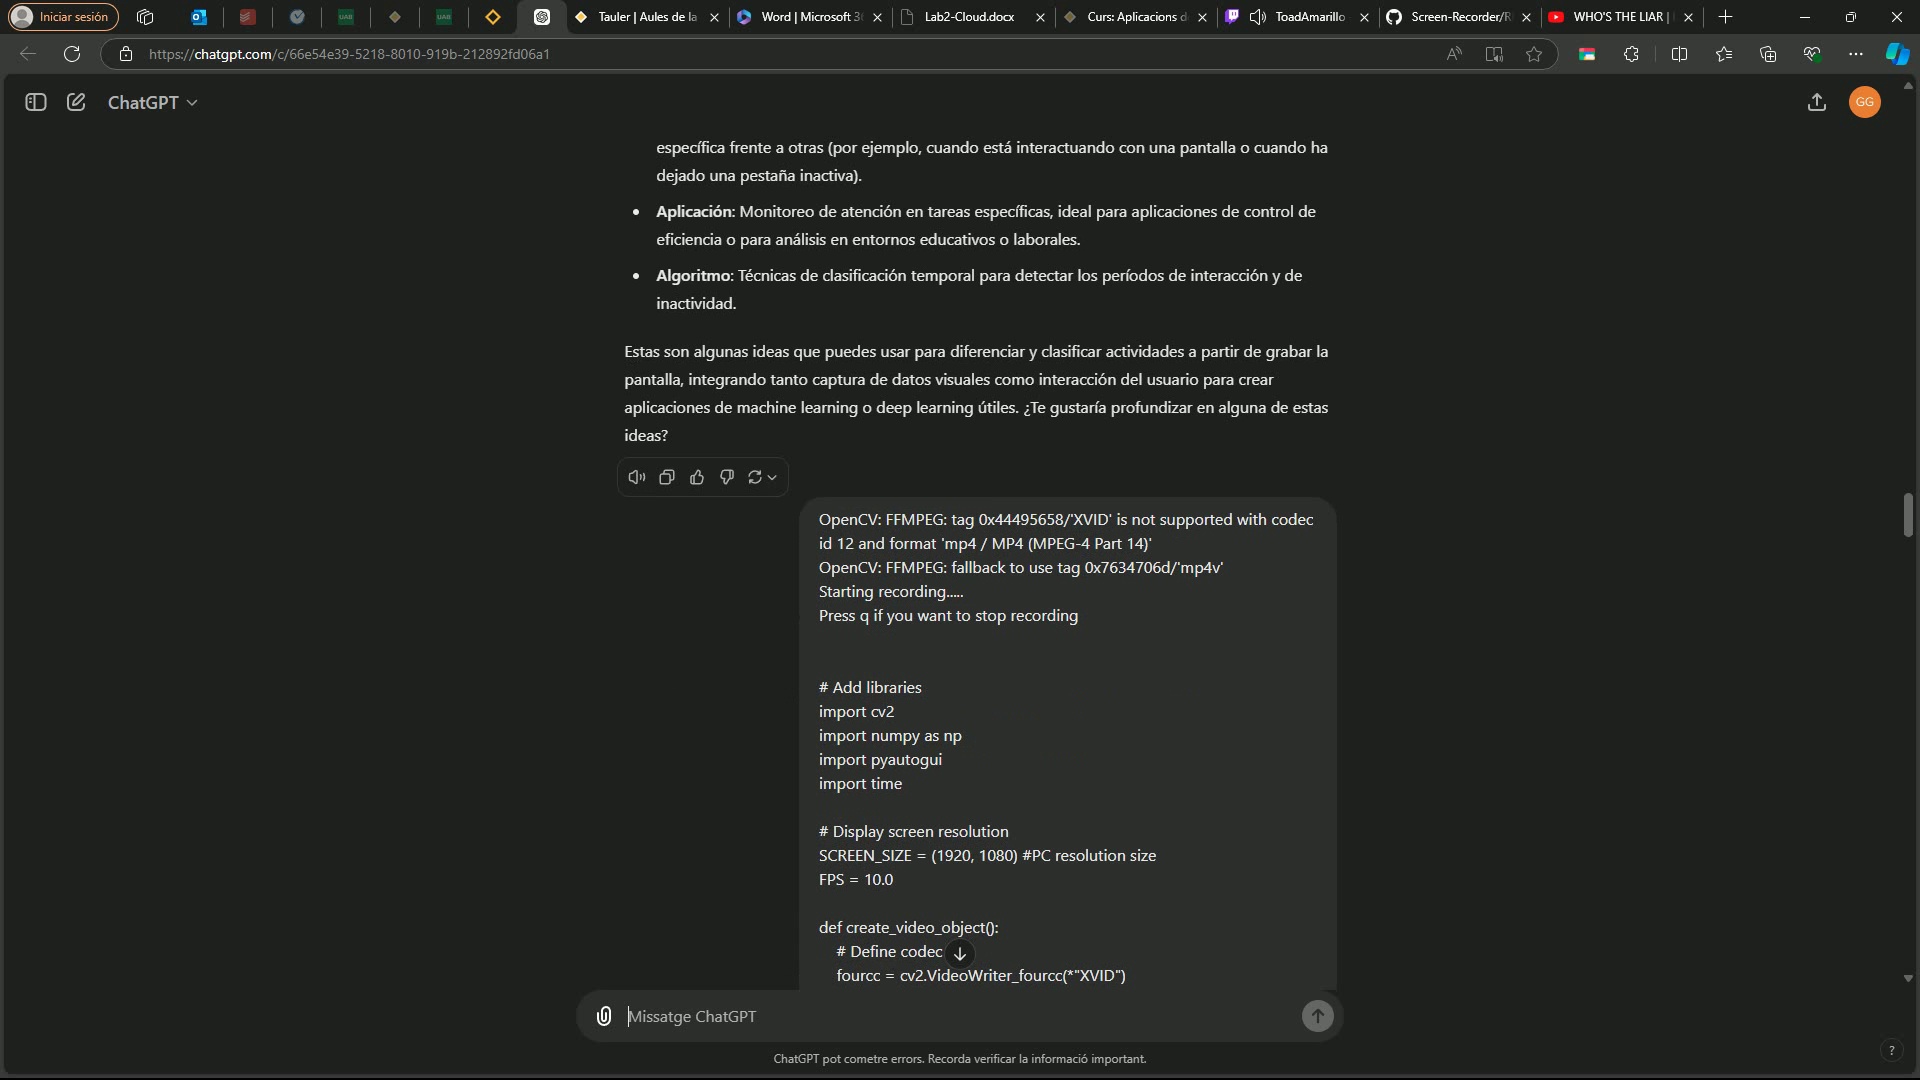 Iniciar sesión
Tauler | Aules de la
Word | Microsoft 3
Lab2-Cloud.docx
Curs: Aplicacions d
ToadAmarillo
Screen-Recorder/R
WHO'S THE LIAR |
https://chatgpt.com/c/66e54e39-5218-8010-919b-212892fd06a1
ChatGPT
GG
específica frente a otras (por ejemplo, cuando está interactuando con una pantalla o cuando ha
dejado una pestaña inactiva).
• Aplicación: Monitoreo de atención en tareas específicas, ideal para aplicaciones de control de
eficiencia o para análisis en entornos educativos o laborales.
• Algoritmo: Técnicas de clasificación temporal para detectar los períodos de interacción y de
inactividad.
Estas son algunas ideas que puedes usar para diferenciar y clasificar actividades a partir de grabar la
pantalla, integrando tanto captura de datos visuales como interacción del usuario para crear
aplicaciones de machine learning o deep learning útiles. ¿Te gustaría profundizar en alguna de estas
ideas?
OpenCV: FFMPEG: tag 0x44495658/'XVID' is not supported with codec
id 12 and format 'mp4 / MP4 (MPEG-4 Part 14)'
OpenCV: FFMPEG: fallback to use tag 0x7634706d/'mp4v'
Starting recording.....
Press q if you want to stop recording
# Add libraries
import cv2
import numpy as np
import pyautogui
import time
# Display screen resolution
SCREEN_SIZE = (1920, 1080) #PC resolution size
FPS = 10.0
def create_video_object():
# Define codec
fourcc = cv2.VideoWriter_fourcc(*"XVID")
Missatge ChatGPT
ChatGPT pot cometre errors. Recorda verificar la informació important.
?